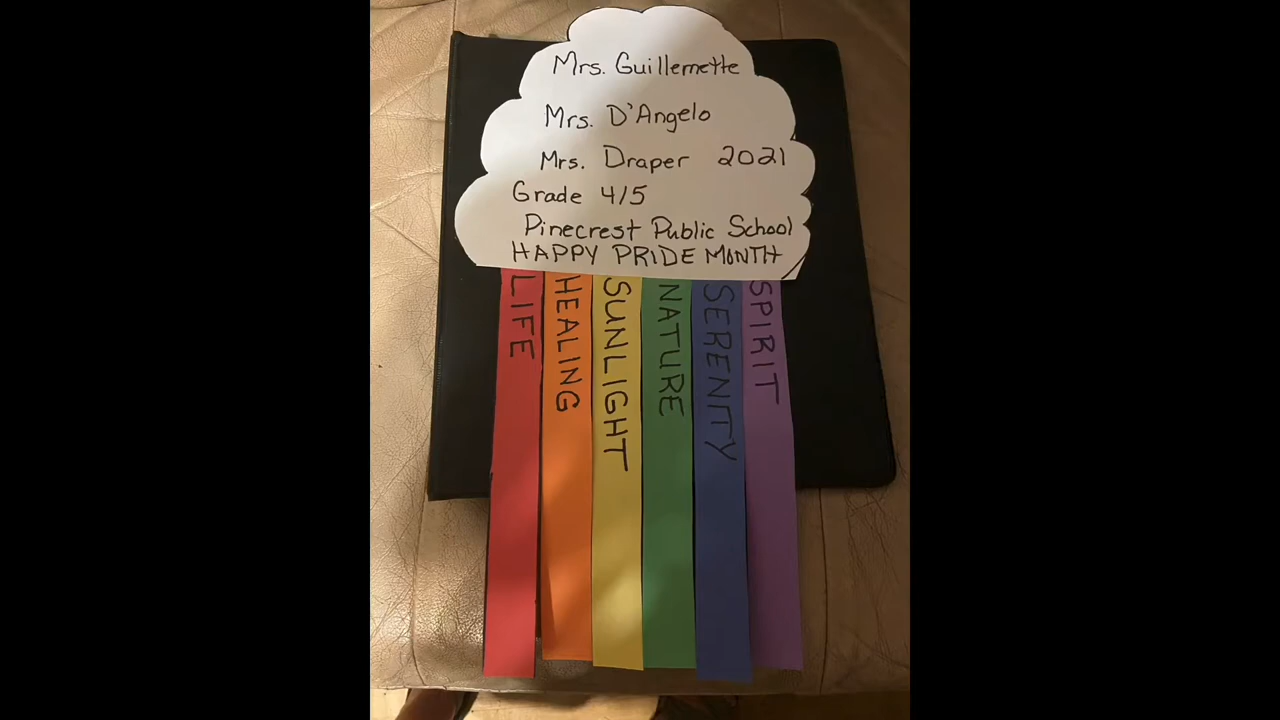 Mrs. Guillemette
Mrs. D'Angelo
Mrs. Draper 2021
Grade 4/5
Pinecrest Public School
HAPPY PRIDE MONTH
LIFE
HEALING
SUNLIGHT
NATURE
SERENITY
SPIRIT